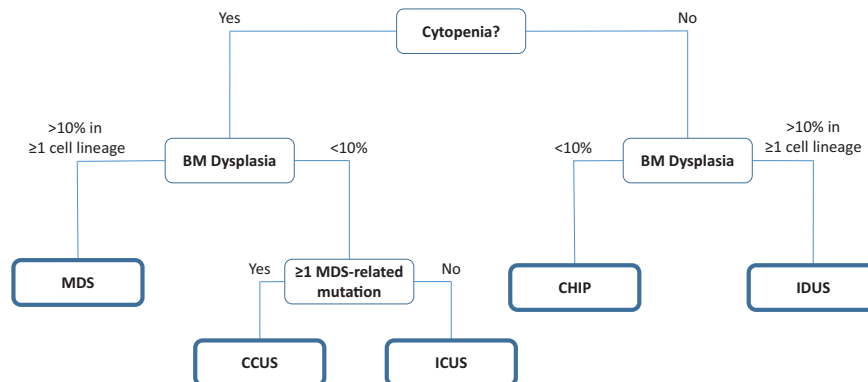 Yes
No
Cytopenia?
>10% in
≥1 cell lineage
BM Dysplasia
<10%
<10%
BM Dysplasia
>10% in
≥1 cell lineage
MDS
Yes
≥1 MDS-related
mutation
No
CHIP
IDUS
CCUS
ICUS